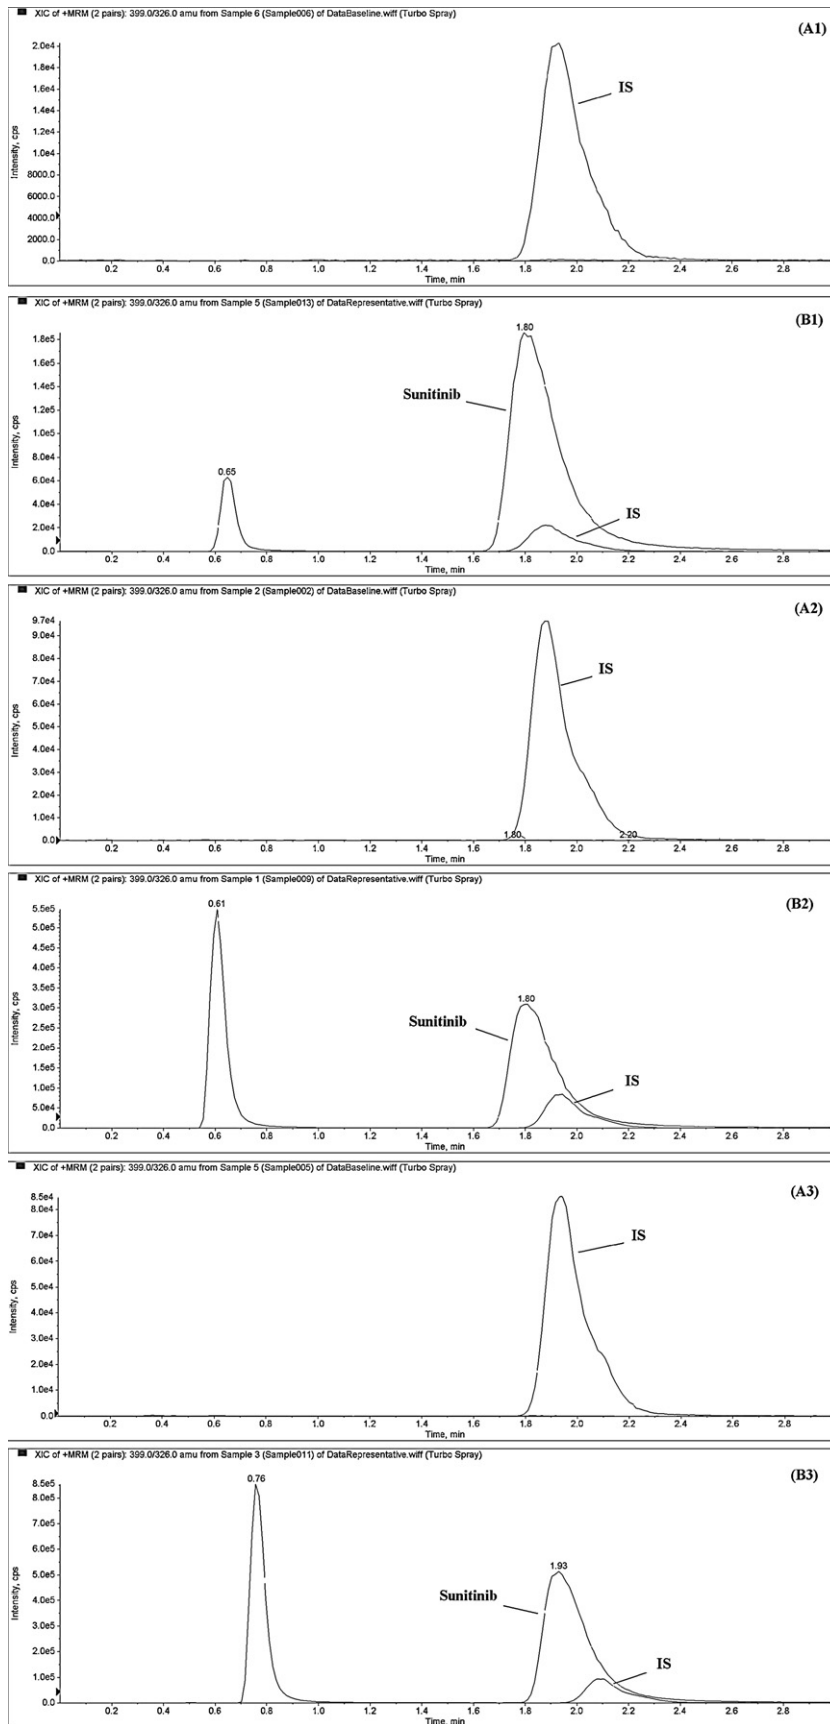 XIC of +MRM (2 pairs): 399.0/326.0 amu from Sample 6 (Sample006) of DataBaseline.wiff (Turbo Spray)
(A1)
2.0e4
1.8e4
1.6e4
1.4e4
1.2e4
1.0e4
8000.0
6000.0
4000.0
2000.0
0.0
Intensity, cps
IS
0.2 0.4 0.6 0.8 1.0 1.2 1.4 1.6 1.8 2.0 2.2 2.4 2.6 2.8
Time, min
XIC of +MRM (2 pairs): 399.0/326.0 amu from Sample 5 (Sample013) of DataRepresentative.wiff (Turbo Spray)
(B1)
1.8e5
1.6e5
1.4e5
1.2e5
1.0e5
8.0e4
6.0e4
4.0e4
2.0e4
0.0
Intensity, cps
0.65
1.80
Sunitinib
IS
0.2 0.4 0.6 0.8 1.0 1.2 1.4 1.6 1.8 2.0 2.2 2.4 2.6 2.8
Time, min
XIC of +MRM (2 pairs): 399.0/326.0 amu from Sample 2 (Sample002) of DataBaseline.wiff (Turbo Spray)
(A2)
9.7e4
8.0e4
7.0e4
6.0e4
5.0e4
4.0e4
3.0e4
2.0e4
1.0e4
0.0
Intensity, cps
IS
1.80
2.20
0.2 0.4 0.6 0.8 1.0 1.2 1.4 1.6 1.8 2.0 2.2 2.4 2.6 2.8
Time, min
XIC of +MRM (2 pairs): 399.0/326.0 amu from Sample 1 (Sample009) of DataRepresentative.wiff (Turbo Spray)
(B2)
5.5e5
5.0e5
4.5e5
4.0e5
3.5e5
3.0e5
2.5e5
2.0e5
1.5e5
1.0e5
5.0e4
0.0
Intensity, cps
0.61
1.80
Sunitinib
IS
0.2 0.4 0.6 0.8 1.0 1.2 1.4 1.6 1.8 2.0 2.2 2.4 2.6 2.8
Time, min
XIC of +MRM (2 pairs): 399.0/326.0 amu from Sample 5 (Sample005) of DataBaseline.wiff (Turbo Spray)
(A3)
8.5e4
8.0e4
7.0e4
6.0e4
5.0e4
4.0e4
3.0e4
2.0e4
1.0e4
0.0
Intensity, cps
IS
0.2 0.4 0.6 0.8 1.0 1.2 1.4 1.6 1.8 2.0 2.2 2.4 2.6 2.8
Time, min
XIC of +MRM (2 pairs): 399.0/326.0 amu from Sample 3 (Sample011) of DataRepresentative.wiff (Turbo Spray)
(B3)
8.5e5
8.0e5
7.0e5
6.0e5
5.0e5
4.0e5
3.0e5
2.0e5
1.0e5
0.0
Intensity, cps
0.76
1.93
Sunitinib
IS
0.2 0.4 0.6 0.8 1.0 1.2 1.4 1.6 1.8 2.0 2.2 2.4 2.6 2.8
Time, min